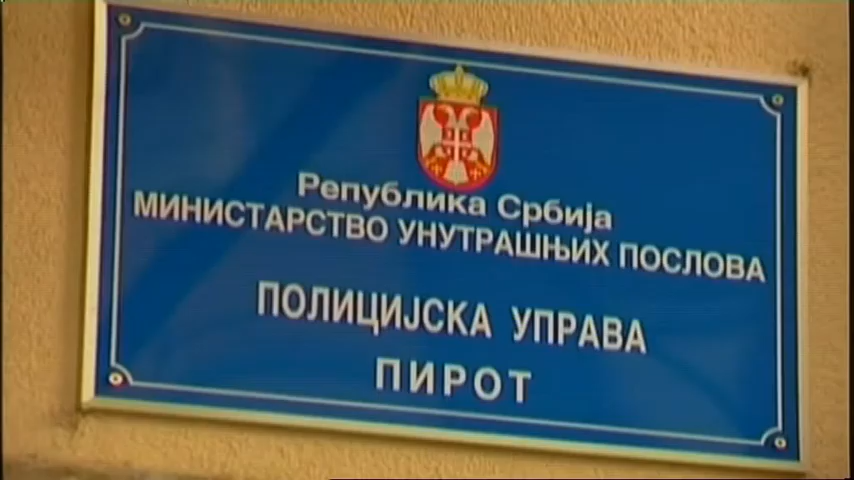 Република Србија
МИНИСТАРСТВО УНУТРАШЊИХ ПОСЛОВА
ПОЛИЦИЈСКА УПРАВА
ПИРОТ